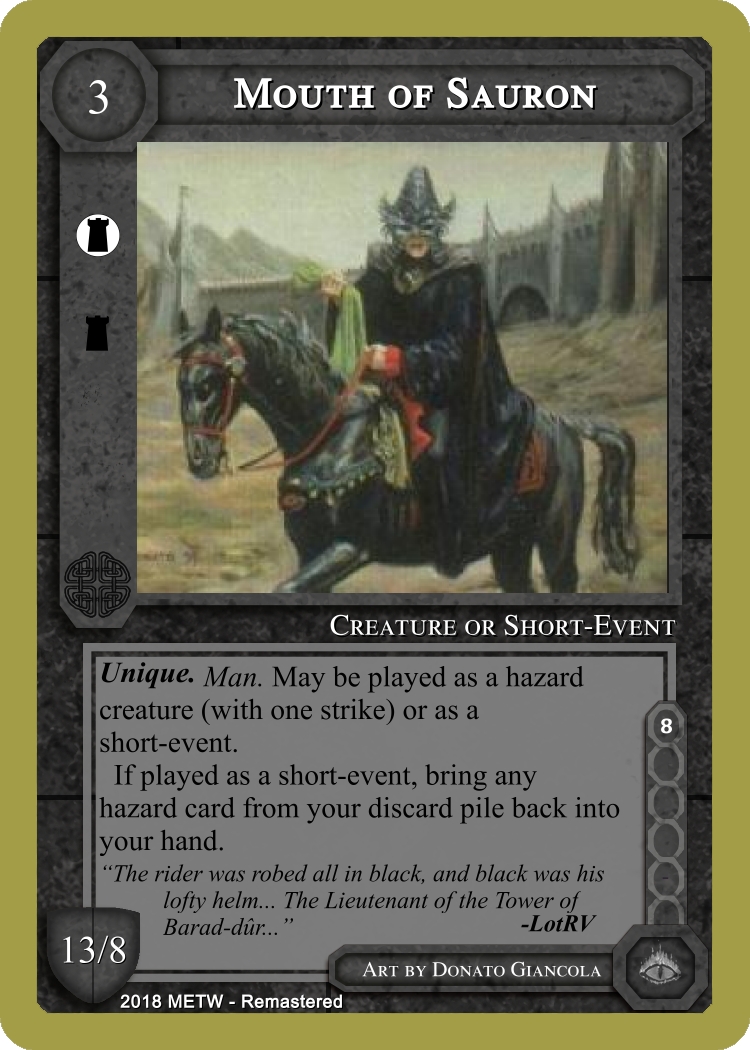 3
Mouth of Sauron
Creature or Short-Event
Unique. Man. May be played as a hazard
creature (with one strike) or as a
short-event.
If played as a short-event, bring any
hazard card from your discard pile back into
your hand.
8
“The rider was robed all in black, and black was his
lofty helm... The Lieutenant of the Tower of
Barad-dûr...”
-LotRV
13/8
Art by Donato Giancola
2018 METW - Remastered